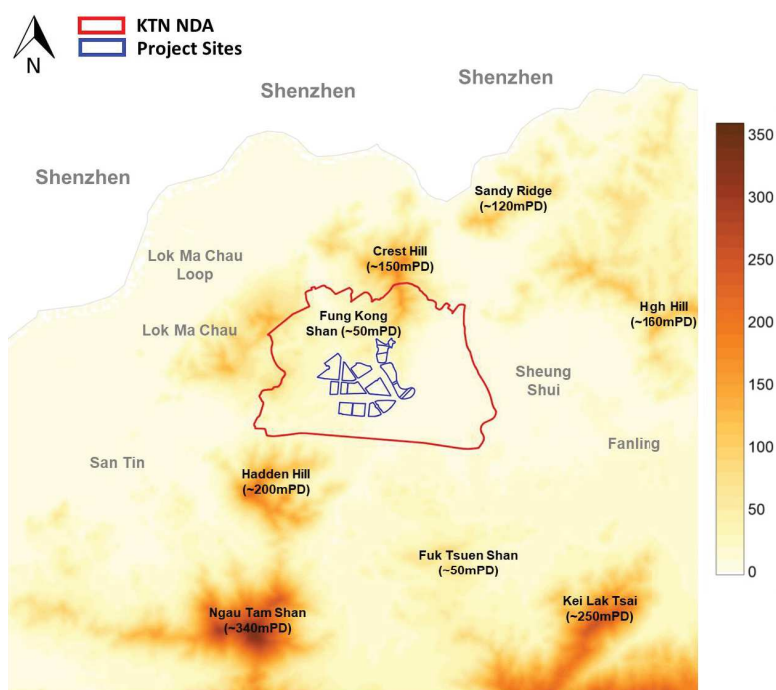 KTN NDA
Project Sites
N
Shenzhen
Shenzhen
Shenzhen
350
300
250
200
150
100
50
0
Sandy Ridge
(~120mPD)
Crest Hill
(~150mPD)
Lok Ma Chau
Loop
Hgh Hill
(~160mPD)
Fung Kong
Shan (~50mPD)
Lok Ma Chau
Sheung
Shui
Fanling
San Tin
Hadden Hill
(~200mPD)
Fuk Tsuen Shan
(~50mPD)
Kei Lak Tsai
(~250mPD)
Ngau Tam Shan
(~340mPD)